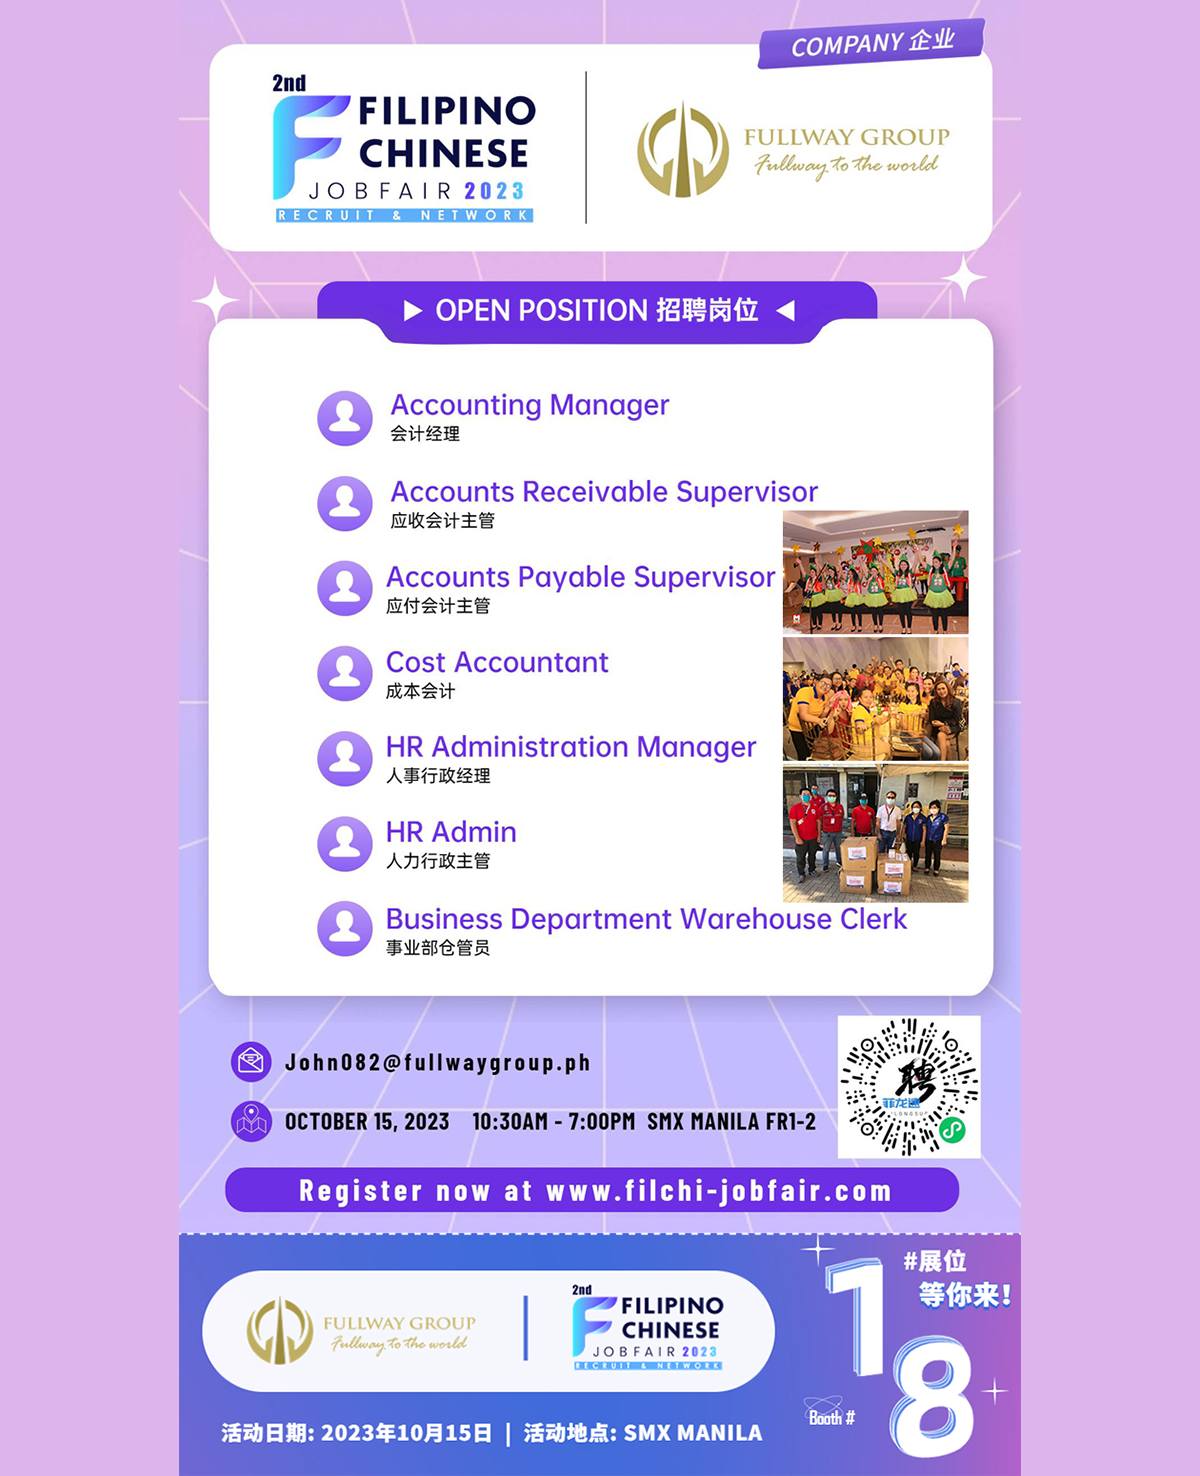 COMPANY 企业
2nd
FILIPINO
CHINESE
JOBFAIR 2023
RECRUIT & NETWORK
FULLWAY GROUP
Fullway to the world
OPEN POSITION 招聘岗位
Accounting Manager
会计经理
Accounts Receivable Supervisor
应收会计主管
Accounts Payable Supervisor
应付会计主管
Cost Accountant
成本会计
HR Administration Manager
人事行政经理
HR Admin
人力行政主管
Business Department Warehouse Clerk
事业部仓管员
John082@fullwaygroup.ph
OCTOBER 15, 2023 10:30AM - 7:00PM SMX MANILA FR1-2
聘
菲龙速
Register now at www.filchi-jobfair.com
FULLWAY GROUP
Fullway to the world
2nd
FILIPINO
CHINESE
JOBFAIR 2023
RECRUIT & NETWORK
#展位
等你来!
18
Booth #
活动日期: 2023年10月15日 | 活动地点: SMX MANILA